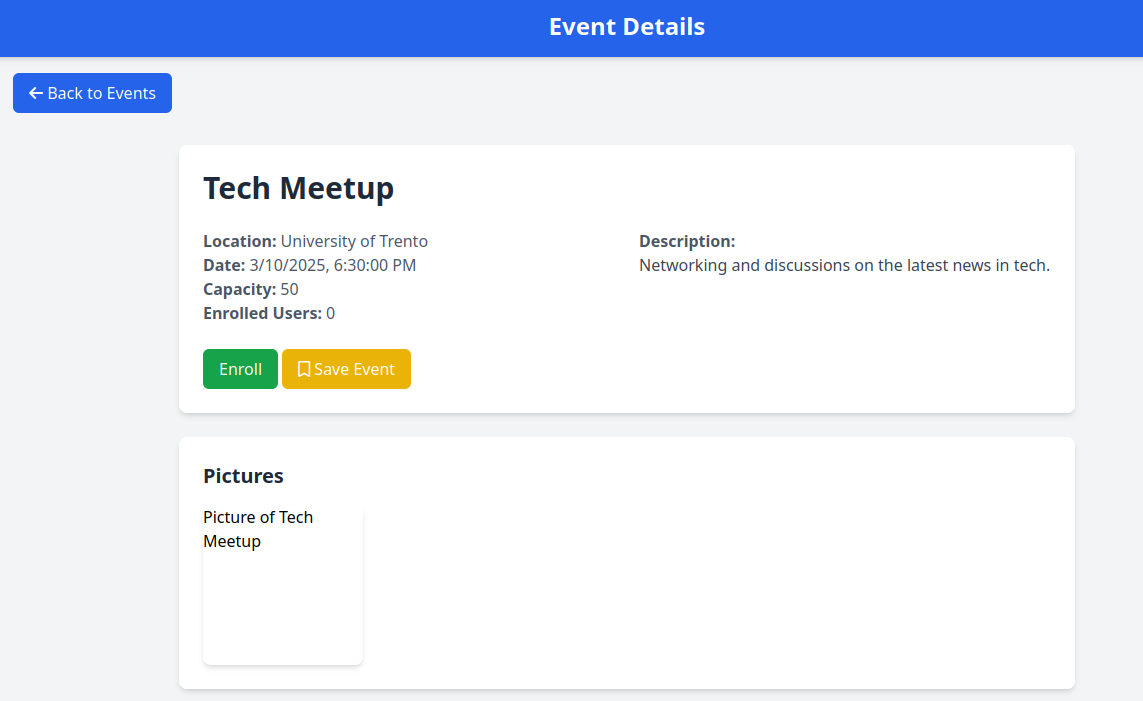 Event Details
Back to Events
Tech Meetup
Location: University of Trento
Date: 3/10/2025, 6:30:00 PM
Capacity: 50
Enrolled Users: 0
Description:
Networking and discussions on the latest news in tech.
Enroll
Save Event
Pictures
Picture of Tech
Meetup